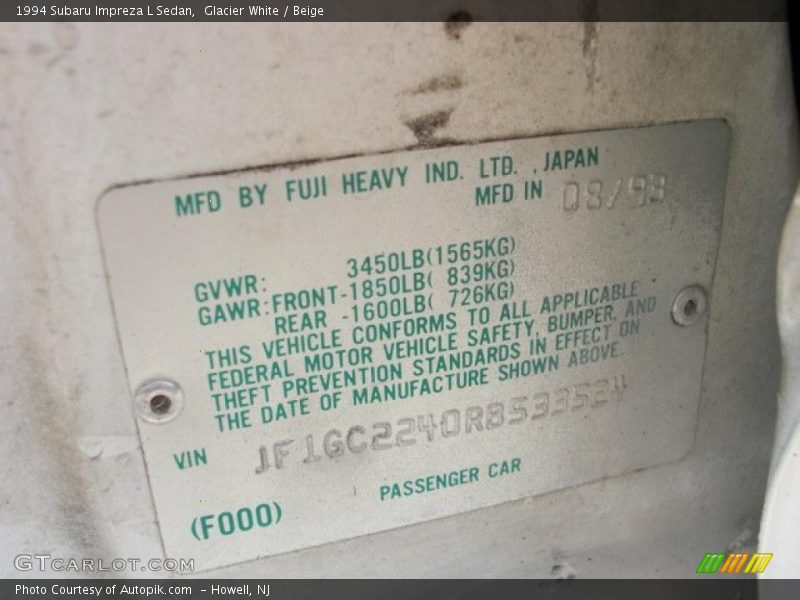 1994 Subaru Impreza L Sedan,  Glacier White / Beige
MFD BY FUJI HEAVY IND. LTD. , JAPAN
MFD IN 08/93
GVWR: 3450LB(1565KG)
GAWR:FRONT-1850LB( 839KG)
REAR -1600LB( 726KG)
THIS VEHICLE CONFORMS TO ALL APPLICABLE
FEDERAL MOTOR VEHICLE SAFETY, BUMPER, AND
THEFT PREVENTION STANDARDS IN EFFECT ON
THE DATE OF MANUFACTURE SHOWN ABOVE.
VIN
PASSENGER CAR
(F000)
GTCARLOT.COM
Photo Courtesy of Autopik.com  - Howell, NJ